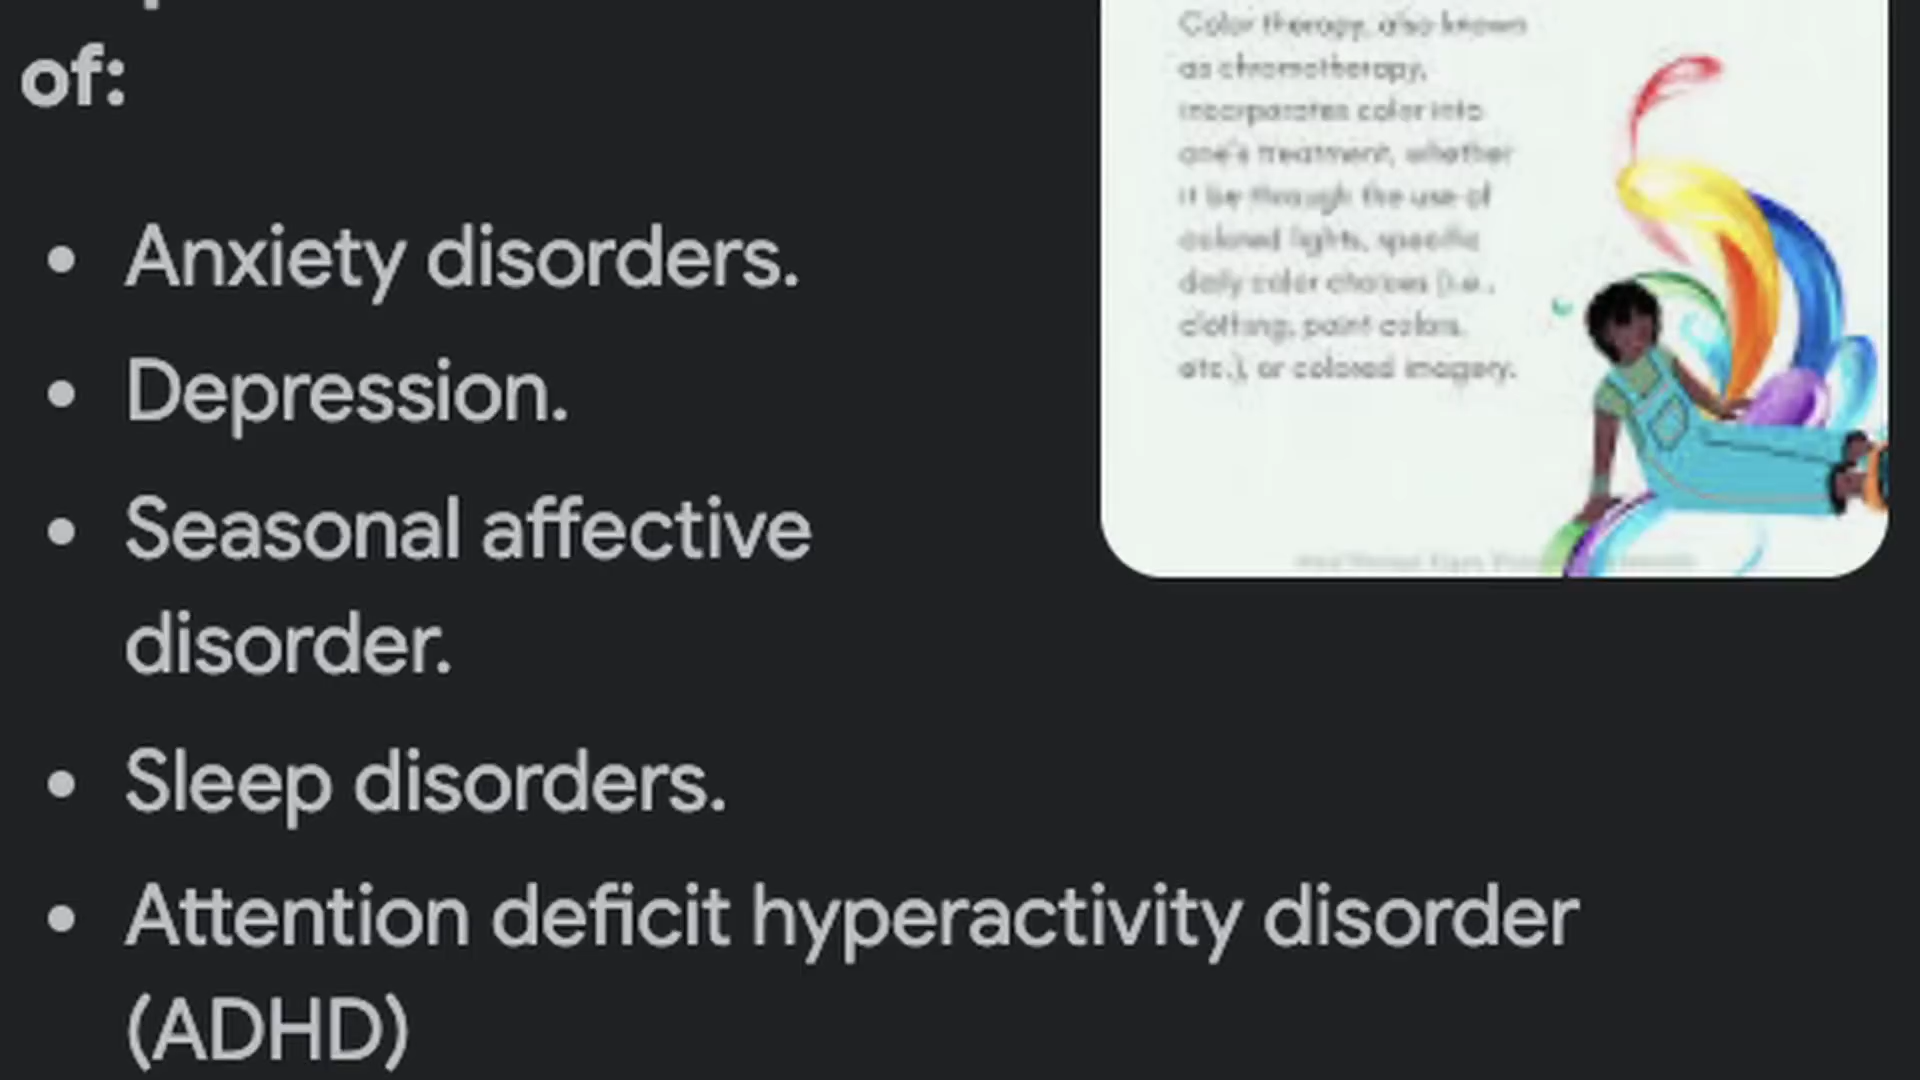 of:
Anxiety disorders.
Depression.
Seasonal affective
disorder.
Sleep disorders.
Attention deficit hyperactivity disorder
(ADHD)
Color therapy, also known
as chromotherapy,
incorporates color into
one's treatment, whether
it be through the use of
colored lights, specific
daily color choices (i.e.,
clothing, paint colors,
etc.), or colored imagery.